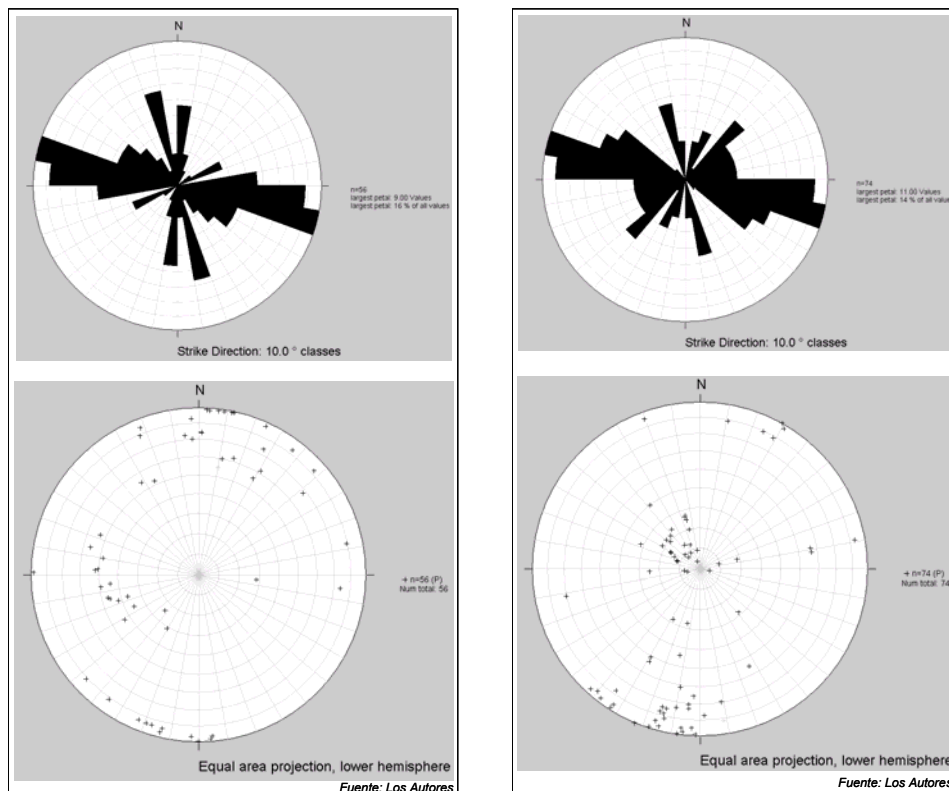 N
n=56
largest petal: 9.00 Values
largest petal: 16 % of all values
Strike Direction: 10.0 ° classes
N
n=56 (P)
Num total: 56
Equal area projection, lower hemisphere
Fuente: Los Autores
N
n=74
largest petal: 11.00 Values
largest petal: 14 % of all values
Strike Direction: 10.0 ° classes
N
n=74 (P)
Num total: 74
Equal area projection, lower hemisphere
Fuente: Los Autores